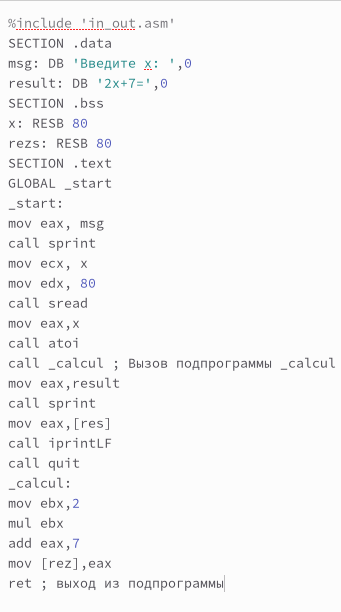 %include 'in_out.asm'
SECTION .data
msg: DB 'Введите x: ',0
result: DB '2x+7=',0
SECTION .bss
x: RESB 80
rezs: RESB 80
SECTION .text
GLOBAL _start
_start:
mov eax, msg
call sprint
mov ecx, x
mov edx, 80
call sread
mov eax,x
call atoi
call _calcul ; Вызов подпрограммы _calcul
mov eax,result
call sprint
mov eax,[res]
call iprintLF
call quit
_calcul:
mov ebx,2
mul ebx
add eax,7
mov [rez],eax
ret ; выход из подпрограммы